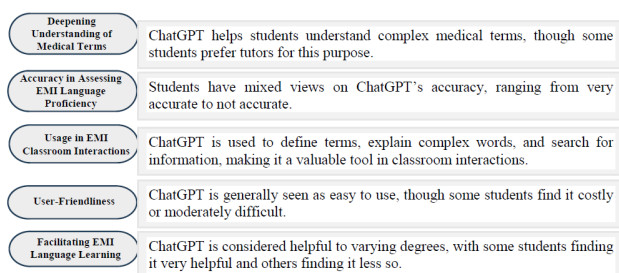 Deepening
Understanding of
Medical Terms
ChatGPT helps students understand complex medical terms, though some
students prefer tutors for this purpose.
Accuracy in Assessing
EMI Language
Proficiency
Students have mixed views on ChatGPT's accuracy, ranging from very
accurate to not accurate.
Usage in EMI
Classroom Interactions
ChatGPT is used to define terms, explain complex words, and search for
information, making it a valuable tool in classroom interactions.
User-Friendliness
ChatGPT is generally seen as easy to use, though some students find it costly
or moderately difficult.
Facilitating EMI
Language Learning
ChatGPT is considered helpful to varying degrees, with some students finding
it very helpful and others finding it less so.